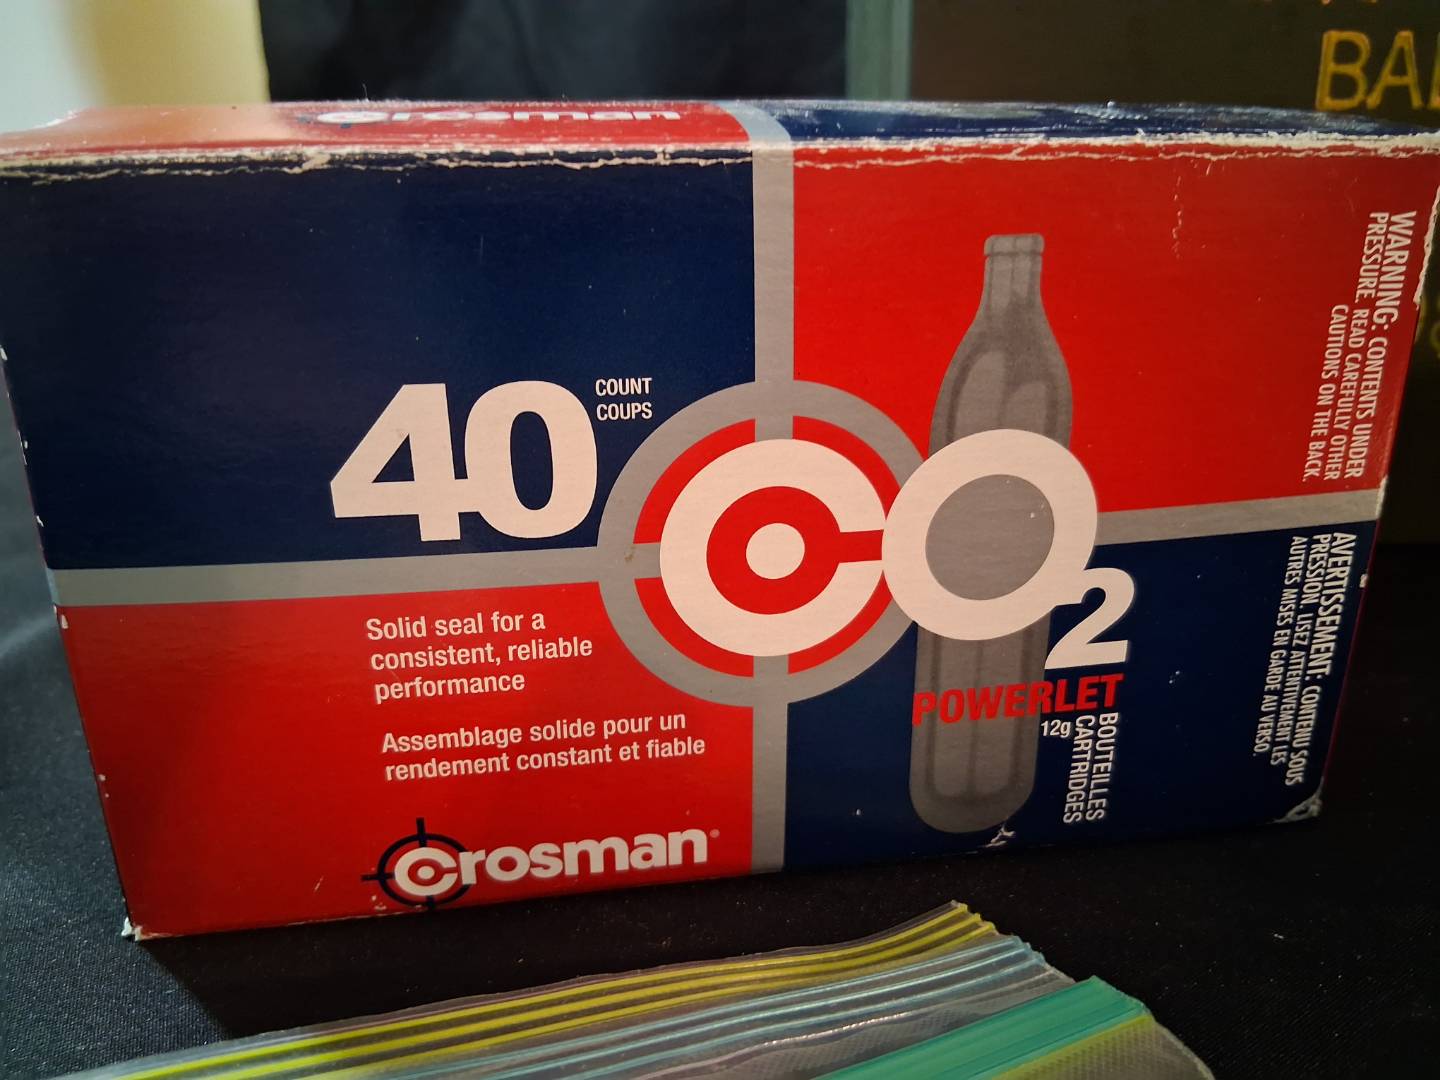 Crosman
BA
40
COUNT
COUPS
CO2
POWERLET
12g
BOUTEILLES
CARTRIDGES
Solid seal for a
consistent, reliable
performance
Assemblage solide pour un
rendement constant et fiable
Crosman®
WARNING: CONTENTS UNDER
PRESSURE. READ CAREFULLY OTHER
CAUTIONS ON THE BACK.
AVERTISSEMENT: CONTENU SOUS
PRESSION. LISEZ ATTENTIVEMENT LES
AUTRES MISES EN GARDE AU VERSO.